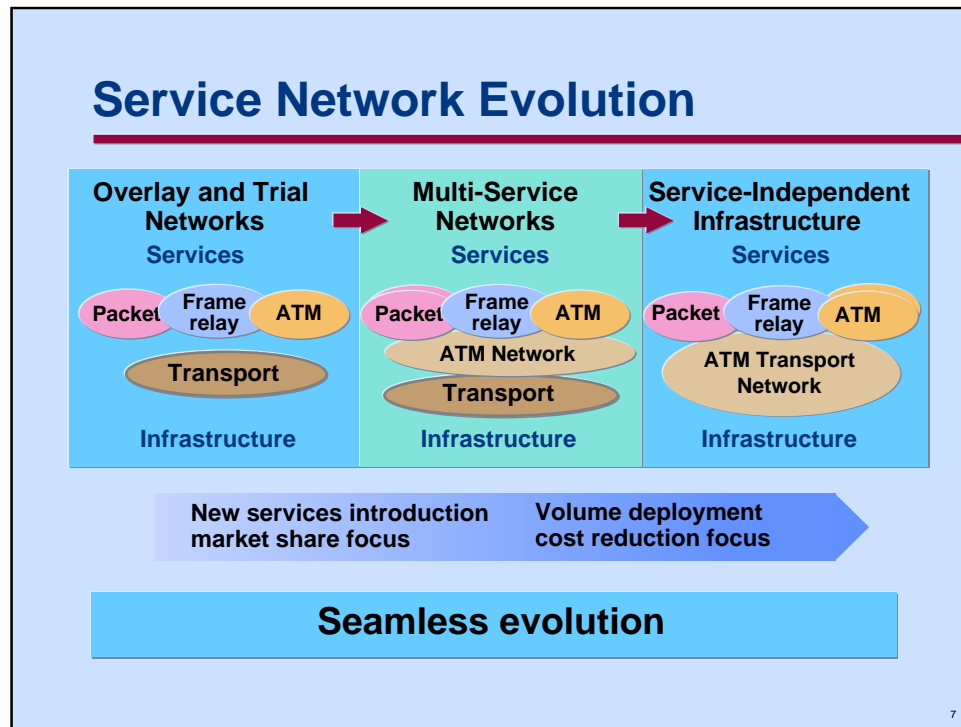 Service Network Evolution
Overlay and Trial
Networks
Services
Packet
Frame
relay
ATM
Transport
Infrastructure
Multi-Service
Networks
Services
Packet
Frame
relay
ATM
ATM Network
Transport
Infrastructure
Service-Independent
Infrastructure
Services
Packet
Frame
relay
ATM
ATM Transport
Network
Infrastructure
New services introduction
market share focus
Volume deployment
cost reduction focus
Seamless evolution
7